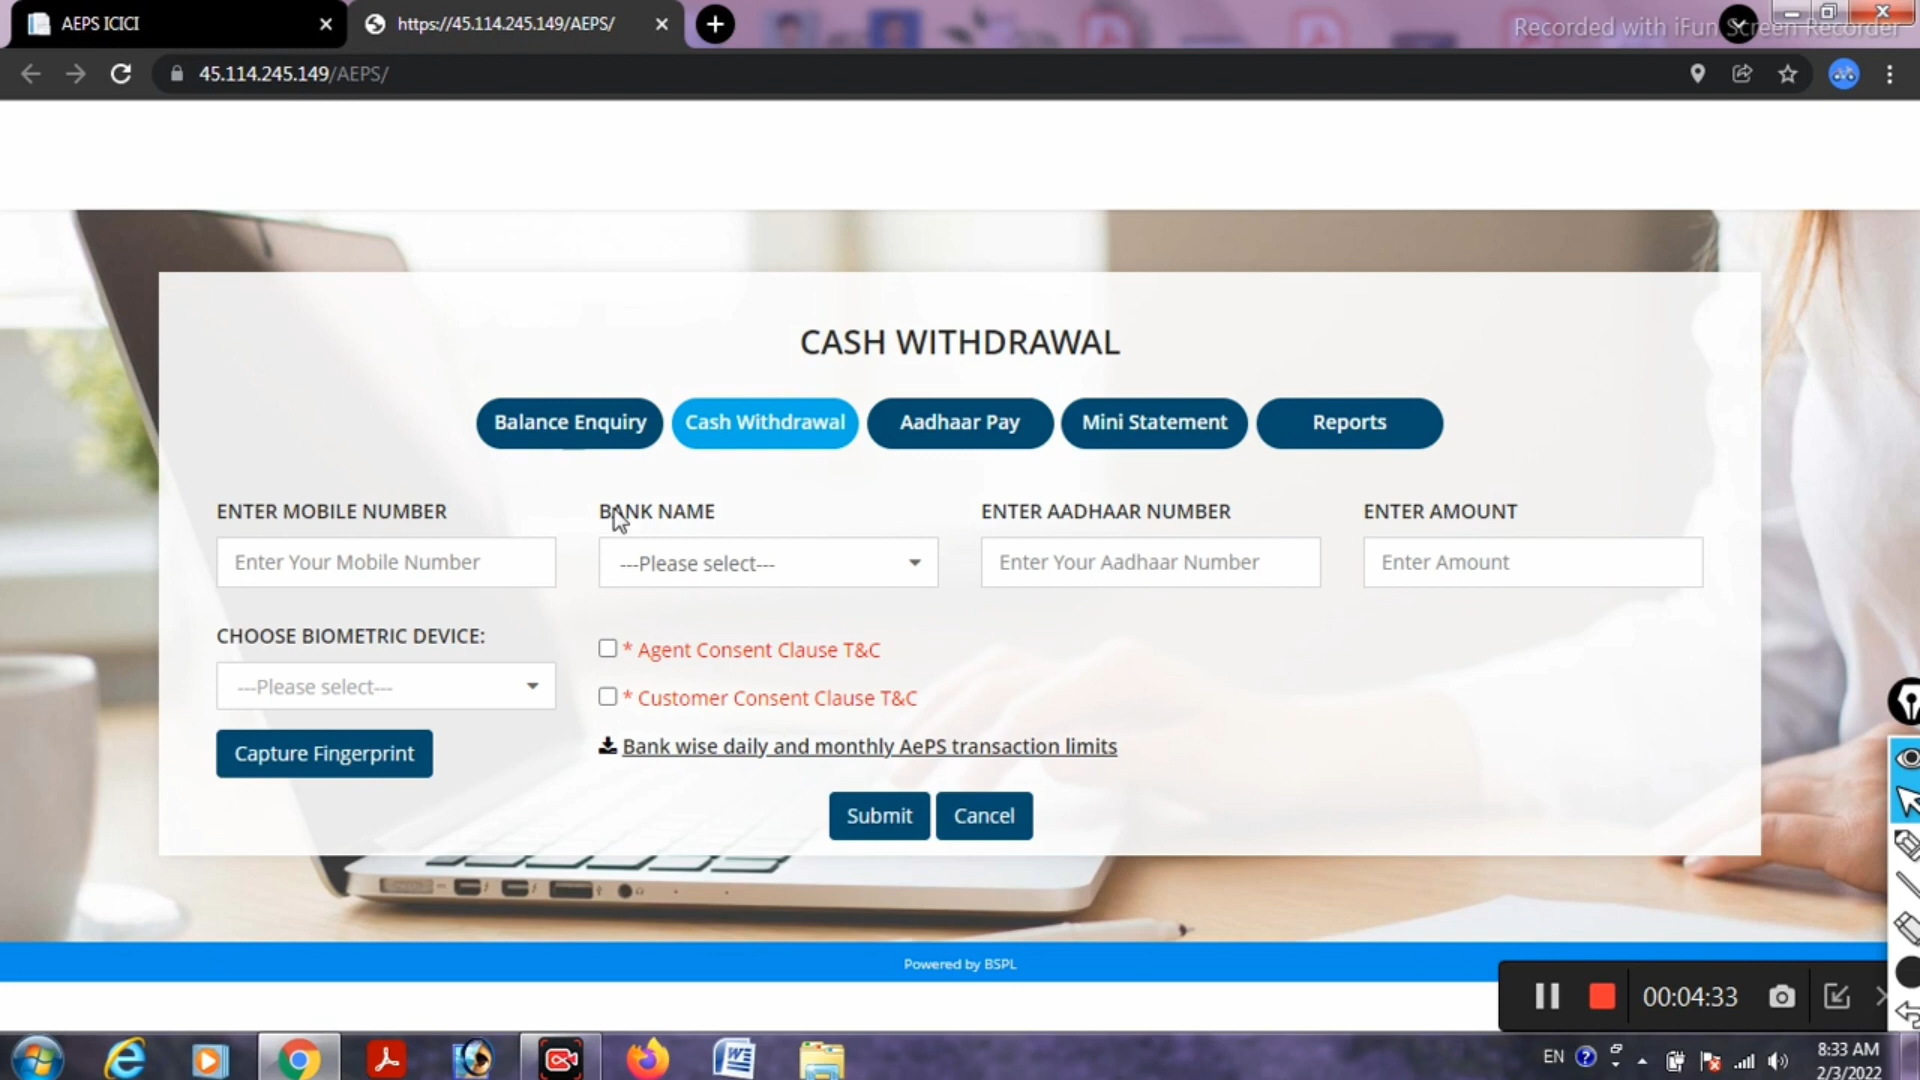 AEPS ICICI
https://45.114.245.149/AEPS/
Recorded with iFun Screen Recorder
45.114.245.149/AEPS/
CASH WITHDRAWAL
Balance Enquiry
Cash Withdrawal
Aadhaar Pay
Mini Statement
Reports
ENTER MOBILE NUMBER
BANK NAME
ENTER AADHAAR NUMBER
ENTER AMOUNT
Enter Your Mobile Number
---Please select---
Enter Your Aadhaar Number
Enter Amount
CHOOSE BIOMETRIC DEVICE:
* Agent Consent Clause T&C
---Please select---
* Customer Consent Clause T&C
Capture Fingerprint
Bank wise daily and monthly AePS transaction limits
Submit
Cancel
Powered by BSPL
00:04:33
EN
8:33 AM
2/3/2022